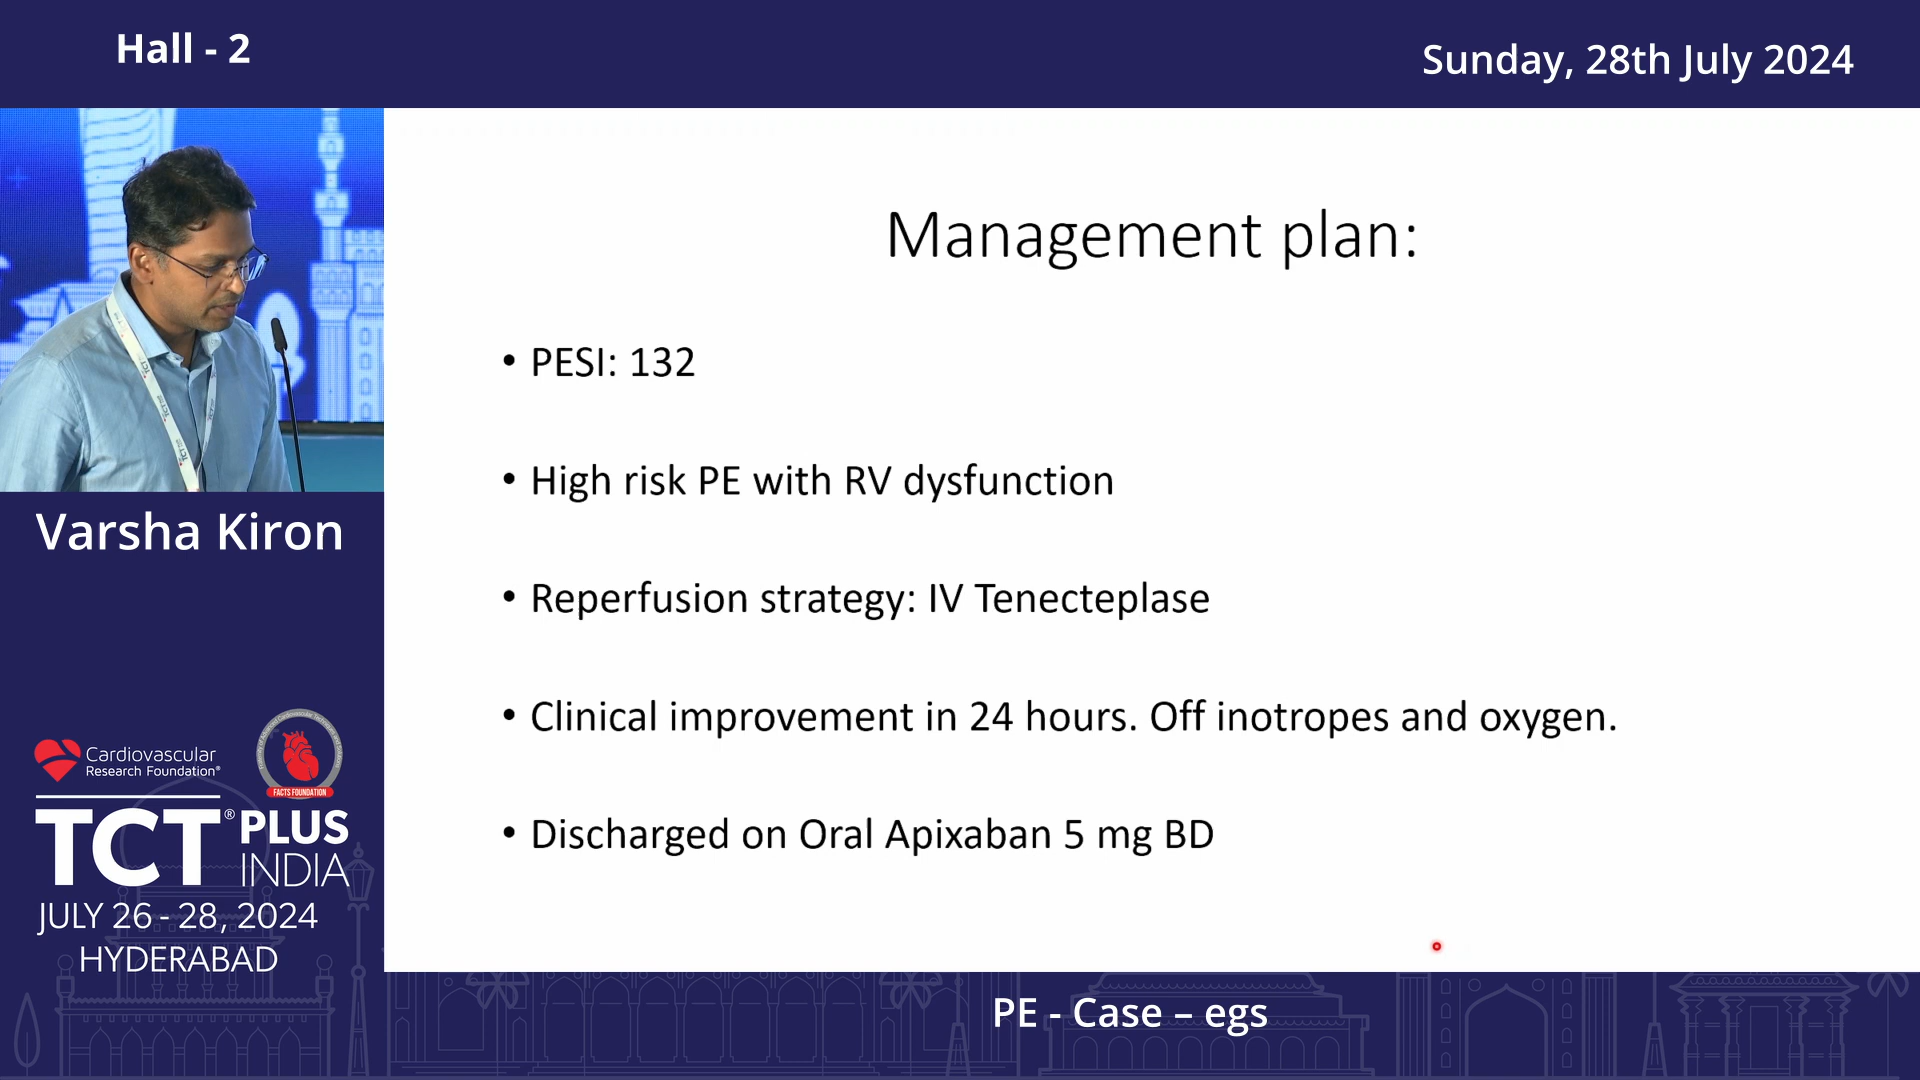 Hall - 2
Sunday, 28th July 2024
Management plan:
• PESI: 132
• High risk PE with RV dysfunction
• Reperfusion strategy: IV Tenecteplase
• Clinical improvement in 24 hours. Off inotropes and oxygen.
• Discharged on Oral Apixaban 5 mg BD
Varsha Kiron
Cardiovascular
Research Foundation®
FACTS FOUNDATION
TCT® PLUS
INDIA
JULY 26 - 28, 2024
HYDERABAD
PE - Case – egs